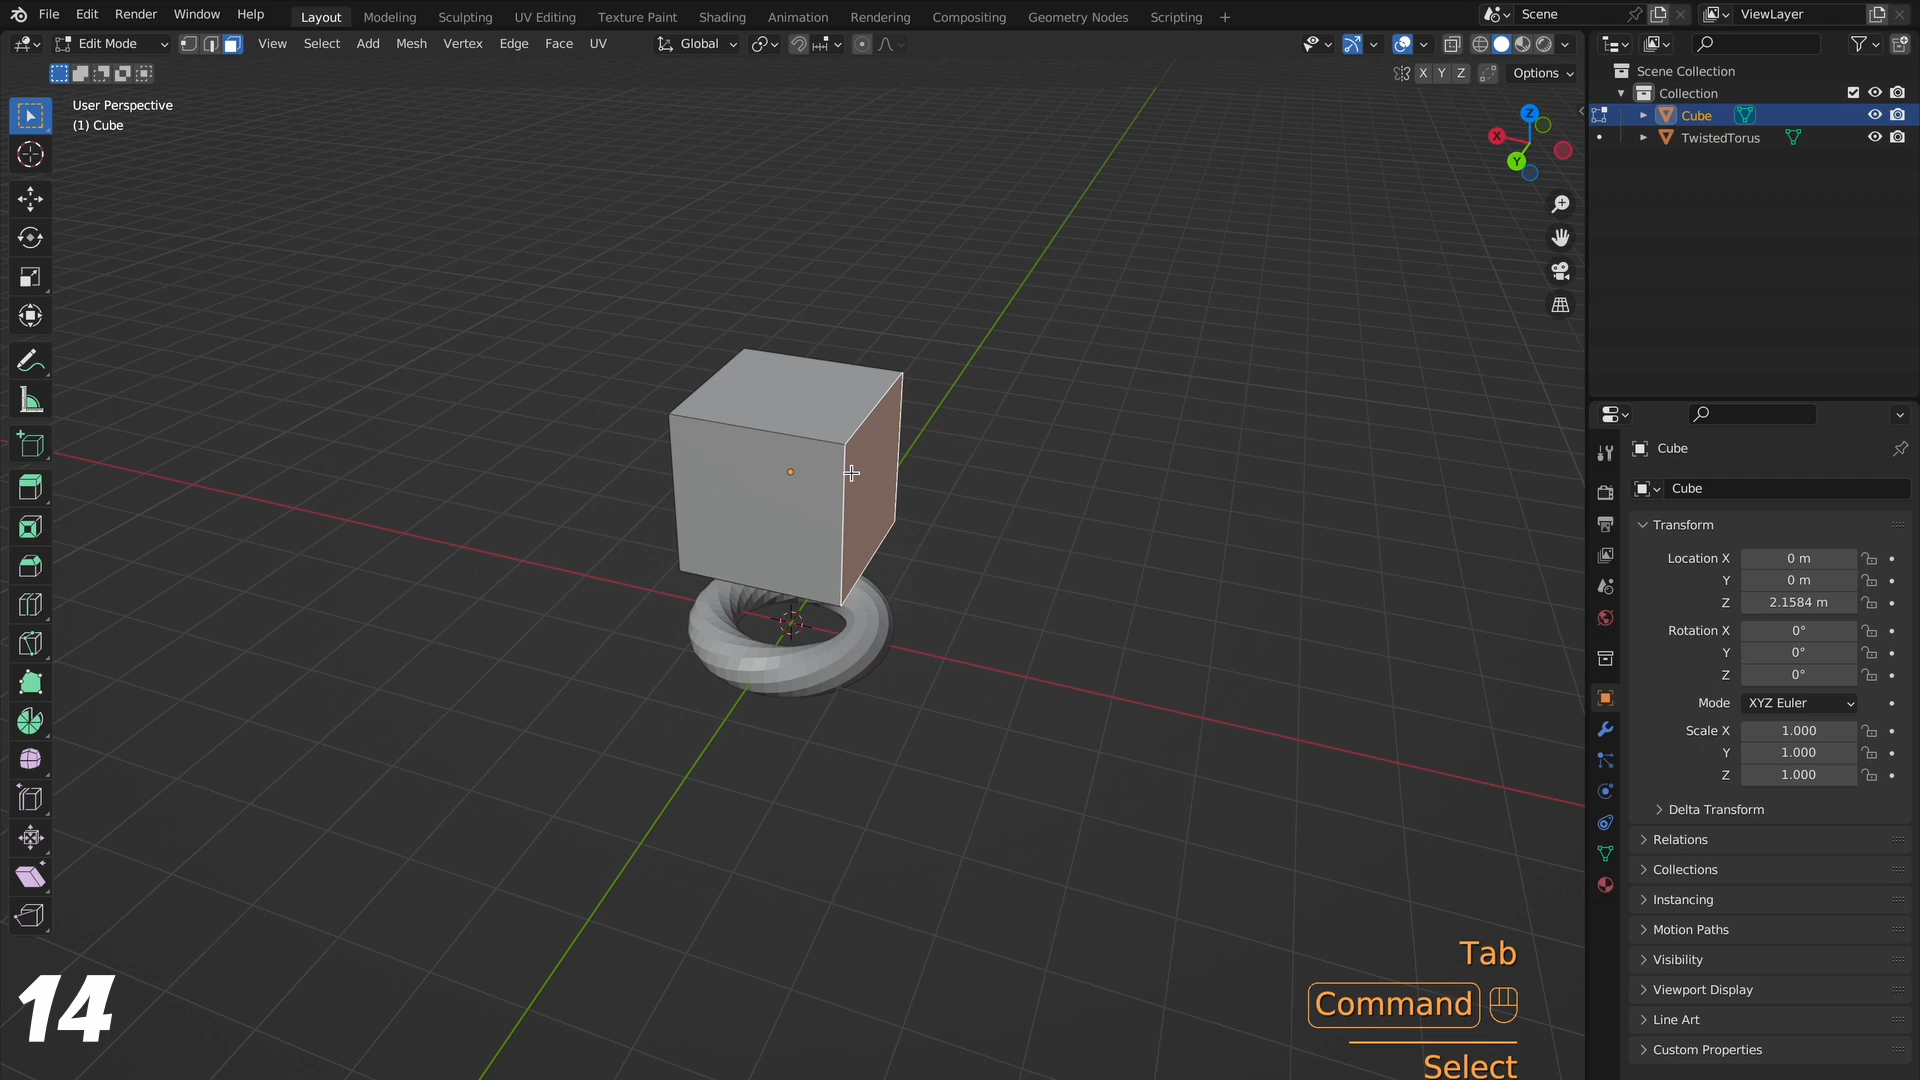 File Edit Render Window Help Layout Modeling Sculpting UV Editing Texture Paint Shading Animation Rendering Compositing Geometry Nodes Scripting + Scene ViewLayer
Edit Mode View Select Add Mesh Vertex Edge Face UV Global
X Y Z Options
User Perspective
(1) Cube
Z
X
Y
Scene Collection
Collection
Cube
TwistedTorus
Cube
Cube
Transform
Location X 0 m
Y 0 m
Z 2.1584 m
Rotation X 0°
Y 0°
Z 0°
Mode XYZ Euler
Scale X 1.000
Y 1.000
Z 1.000
Delta Transform
Relations
Collections
Instancing
Motion Paths
Visibility
Viewport Display
Line Art
Custom Properties
Tab
Command
Select
14